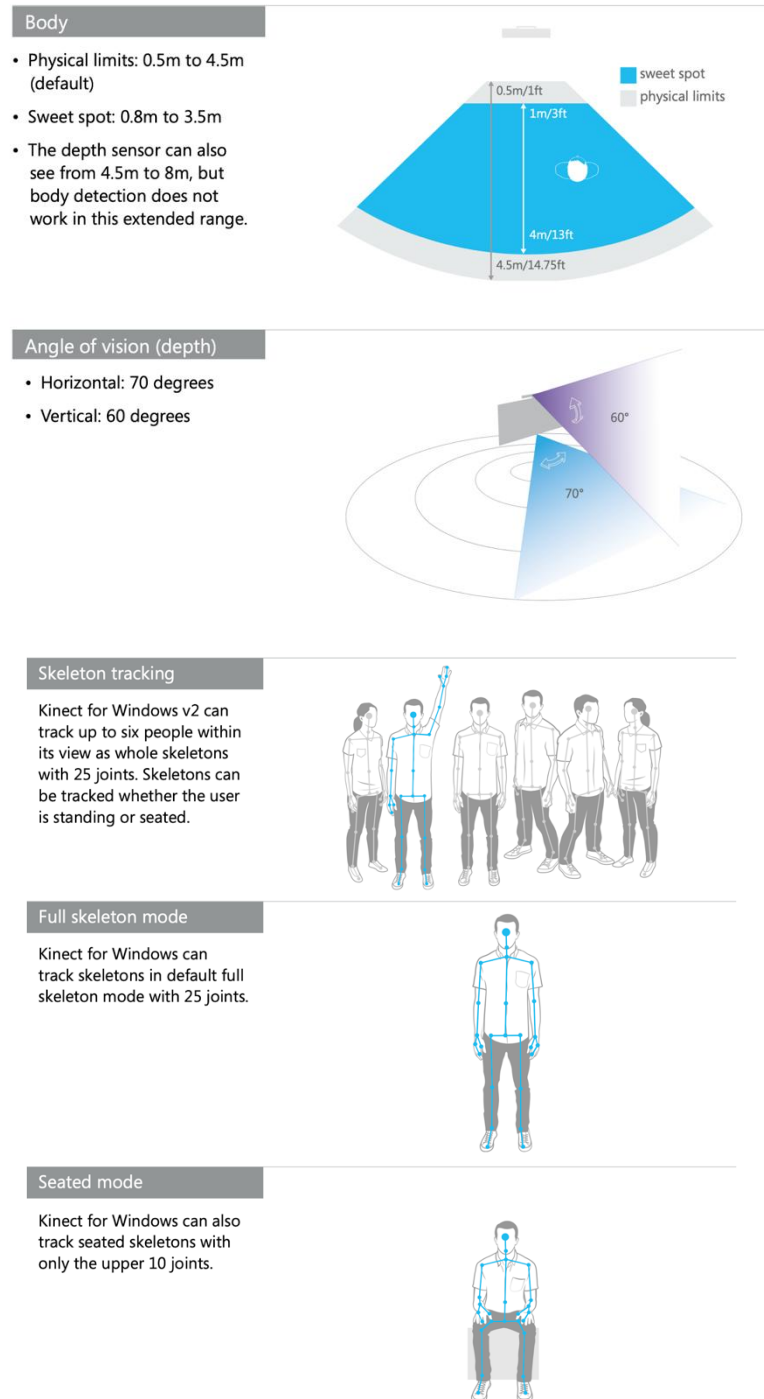 Body
• Physical limits: 0.5m to 4.5m
(default)
• Sweet spot: 0.8m to 3.5m
• The depth sensor can also
see from 4.5m to 8m, but
body detection does not
work in this extended range.
sweet spot
physical limits
0.5m/1ft
1m/3ft
4m/13ft
4.5m/14.75ft
Angle of vision (depth)
• Horizontal: 70 degrees
• Vertical: 60 degrees
60°
70°
Skeleton tracking
Kinect for Windows v2 can
track up to six people within
its view as whole skeletons
with 25 joints. Skeletons can
be tracked whether the user
is standing or seated.
Full skeleton mode
Kinect for Windows can
track skeletons in default full
skeleton mode with 25 joints.
Seated mode
Kinect for Windows can also
track seated skeletons with
only the upper 10 joints.